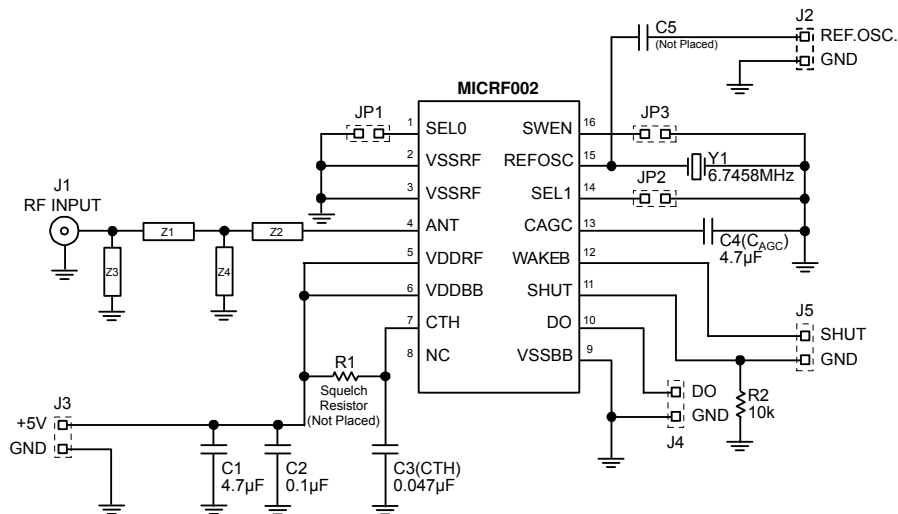 C5
(Not Placed)
J2
REF.OSC.
GND
MICRF002
JP1
1 SEL0
SWEN 16
JP3
2 VSSRF
REFOSC 15
Y1
6.7458MHz
3 VSSRF
SEL1 14
JP2
J1
RF INPUT
Z1
Z2
4 ANT
CAGC 13
C4(CAGC)
4.7µF
Z3
Z4
5 VDDRF
WAKEB 12
6 VDDBB
SHUT 11
7 CTH
DO 10
8 NC
VSSBB 9
J5
SHUT
GND
R1
Squelch
Resistor
(Not Placed)
R2
10k
DO
GND
J4
J3
+5V
GND
C1
4.7µF
C2
0.1µF
C3(CTH)
0.047µF